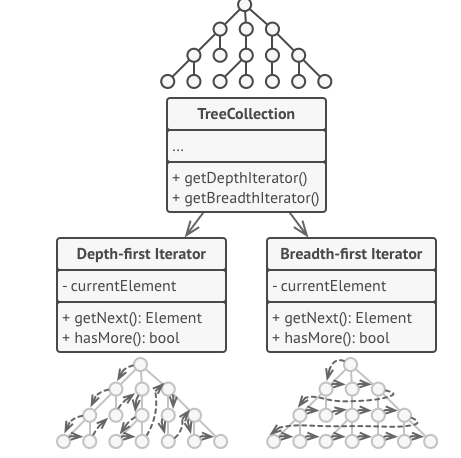 TreeCollection
...
+ getDepthIterator()
+ getBreadthIterator()
Depth-first Iterator
- currentElement
+ getNext(): Element
+ hasMore(): bool
Breadth-first Iterator
- currentElement
+ getNext(): Element
+ hasMore(): bool